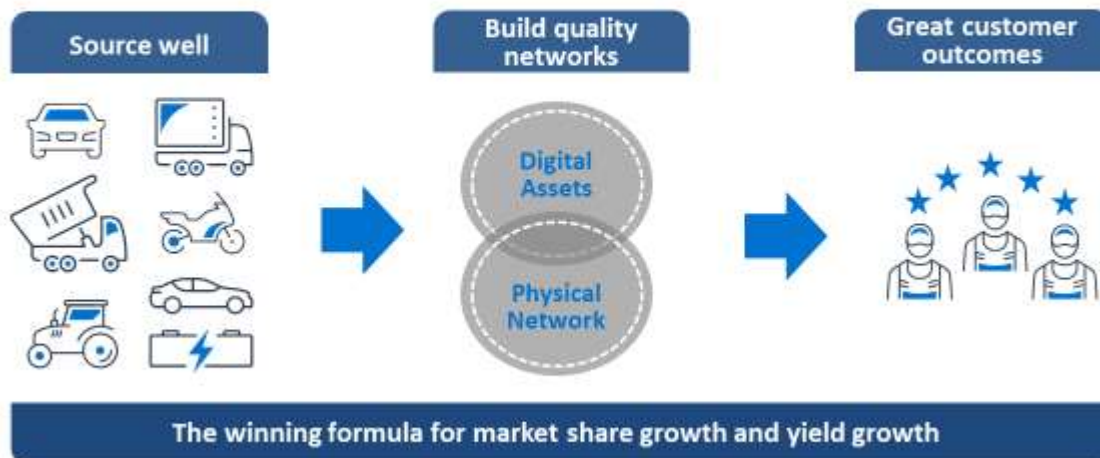 Source well
Build quality
networks
Great customer
outcomes
Digital
Assets
Physical
Network
The winning formula for market share growth and yield growth